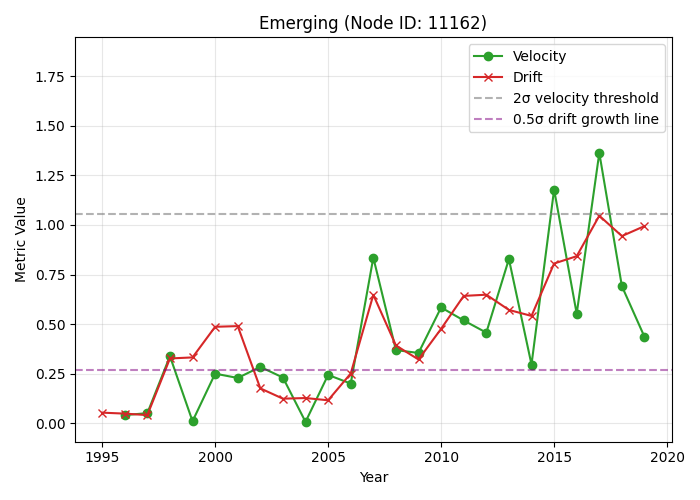 Emerging (Node ID: 11162)
Velocity
Drift
2σ velocity threshold
0.5σ drift growth line
Metric Value
1.75
1.50
1.25
1.00
0.75
0.50
0.25
0.00
1995 2000 2005 2010 2015 2020
Year